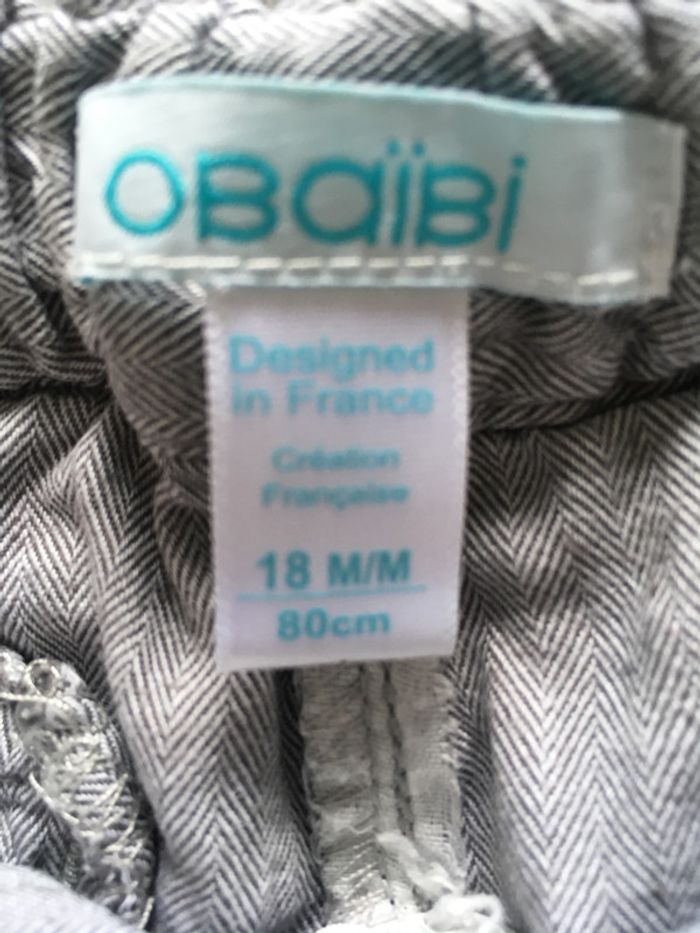 OBaïBi
Designed
in France
Création
Française
18 M/M
80cm